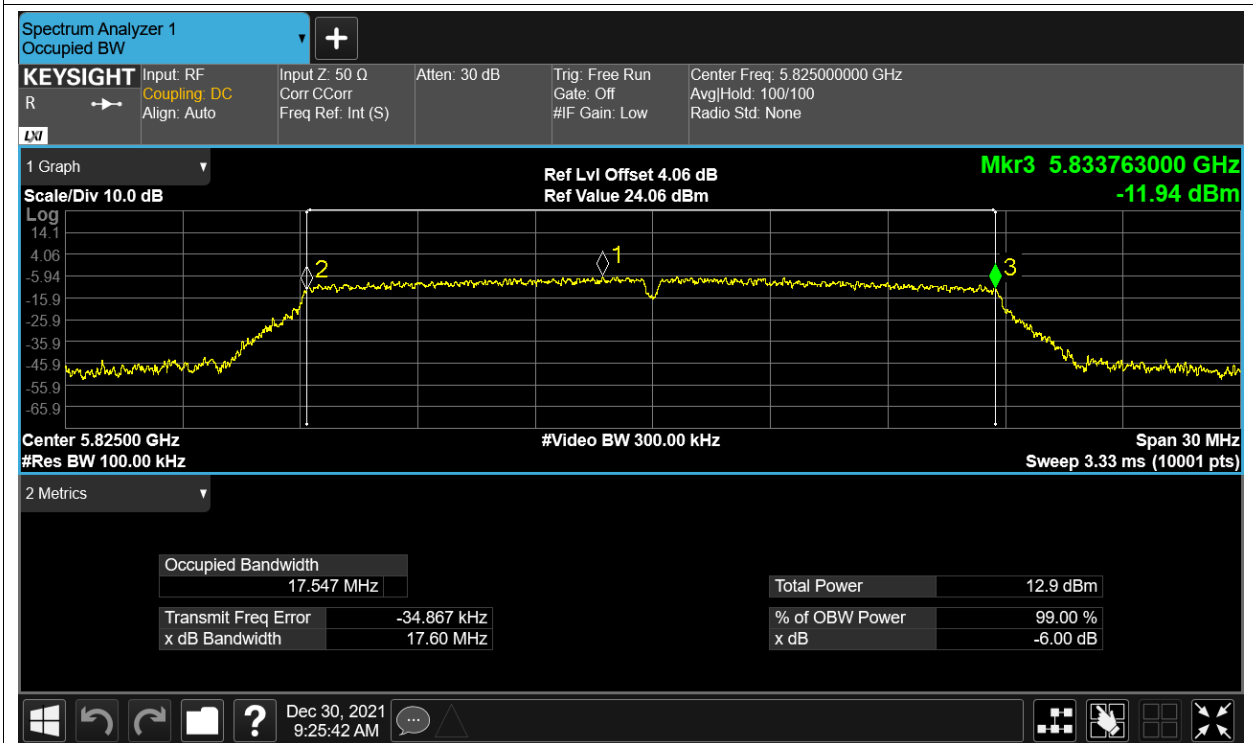 Spectrum Analyzer 1
Occupied BW
KEYSIGHT Input: RF Input Z: 50 Ω Atten: 30 dB Trig: Free Run Center Freq: 5.825000000 GHz
R Coupling: DC Corr CCorr Gate: Off Avg|Hold: 100/100
Align: Auto Freq Ref: Int (S) #IF Gain: Low Radio Std: None
LXI
1 Graph Ref Lvl Offset 4.06 dB Mkr3 5.833763000 GHz
Scale/Div 10.0 dB Ref Value 24.06 dBm -11.94 dBm
Log
14.1
4.06 1
-5.94 2 3
-15.9
-25.9
-35.9
-45.9
-55.9
-65.9
Center 5.82500 GHz #Video BW 300.00 kHz Span 30 MHz
#Res BW 100.00 kHz Sweep 3.33 ms (10001 pts)
2 Metrics
Occupied Bandwidth
17.547 MHz Total Power 12.9 dBm
Transmit Freq Error -34.867 kHz % of OBW Power 99.00 %
x dB Bandwidth 17.60 MHz x dB -6.00 dB
? Dec 30, 2021
9:25:42 AM